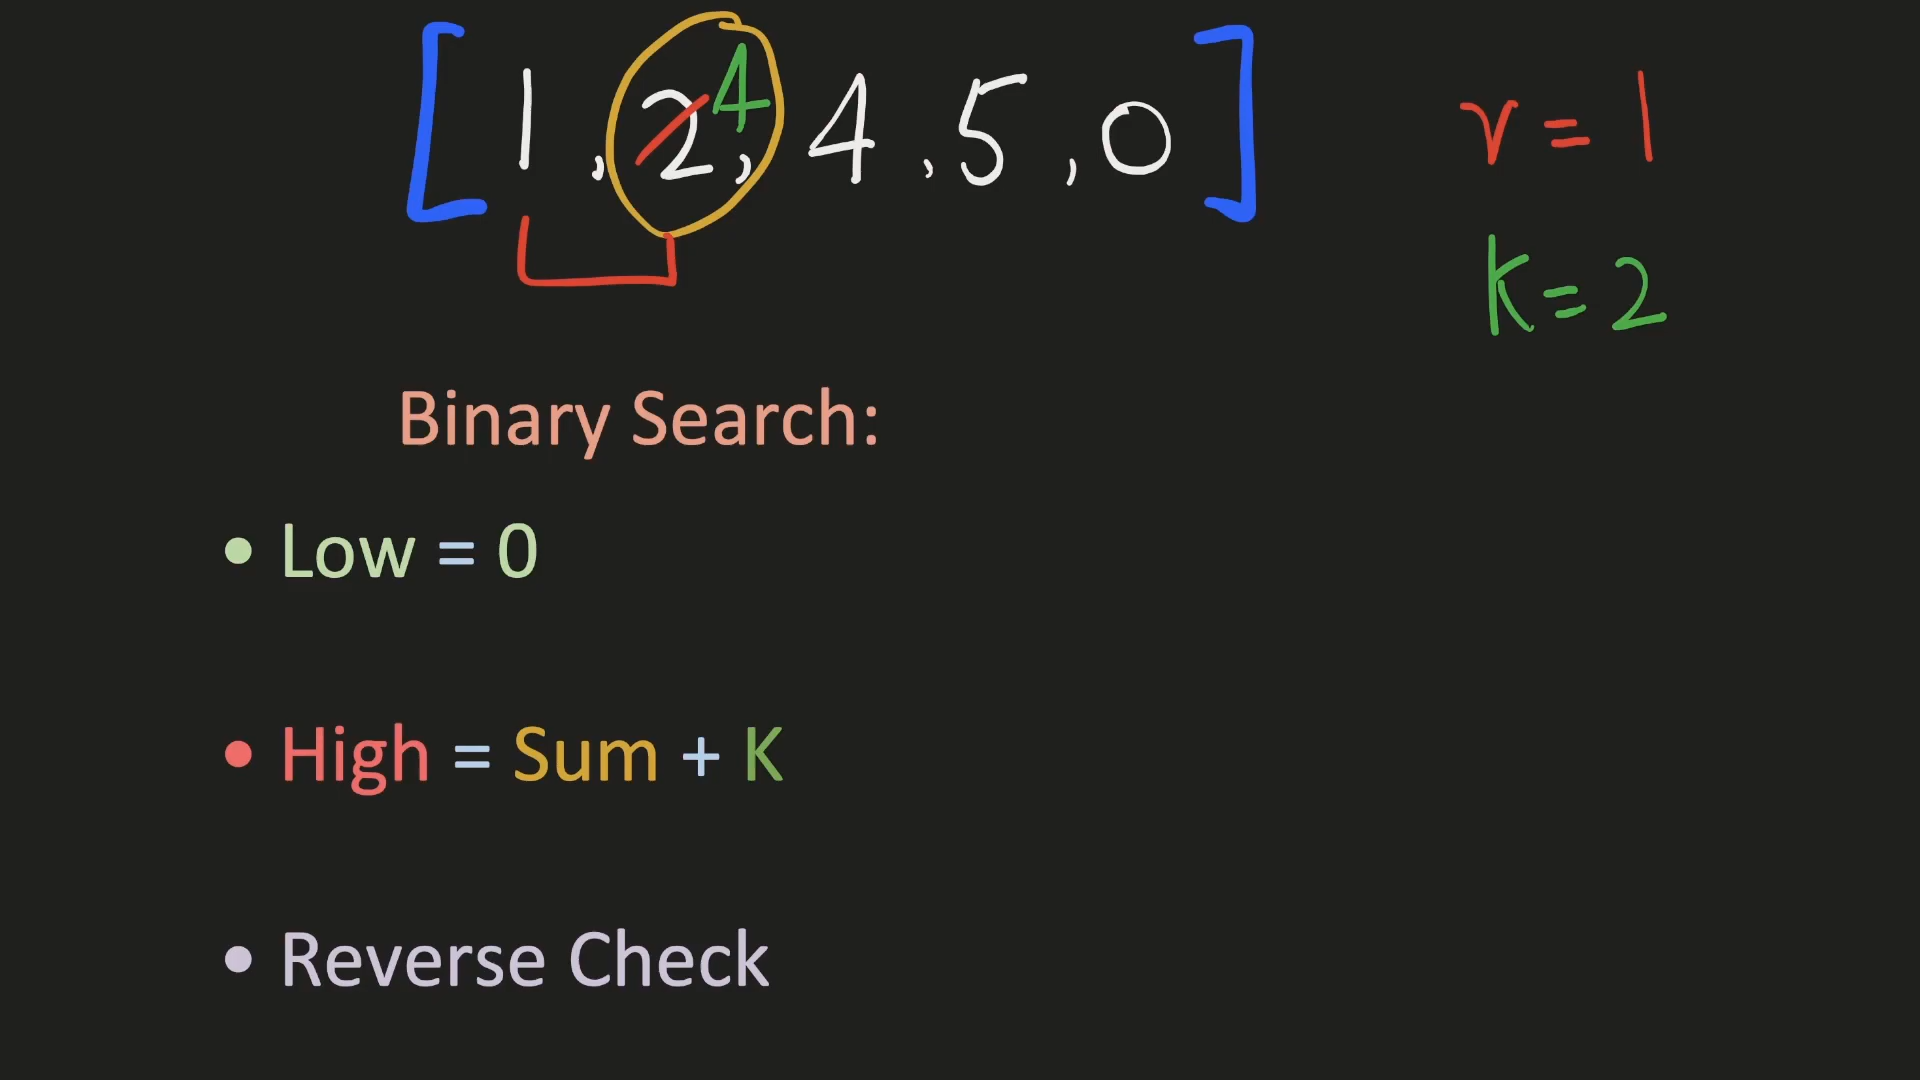 [1, 2, 4, 5, 0]
4
r = 1
K = 2
Binary Search:
• Low = 0
• High = Sum + K
• Reverse Check